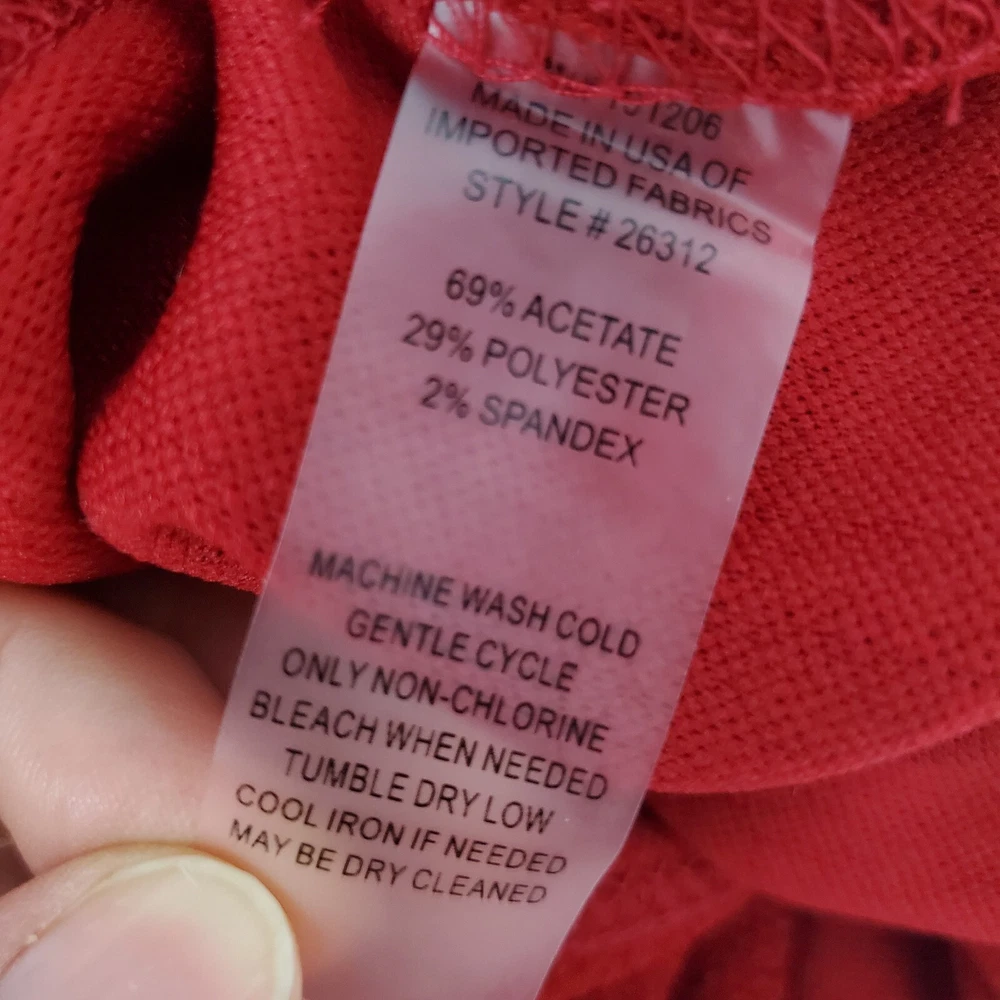 MADE IN USA OF
IMPORTED FABRICS
STYLE # 26312
69% ACETATE
29% POLYESTER
2% SPANDEX
MACHINE WASH COLD
GENTLE CYCLE
ONLY NON-CHLORINE
BLEACH WHEN NEEDED
TUMBLE DRY LOW
COOL IRON IF NEEDED
MAY BE DRY CLEANED